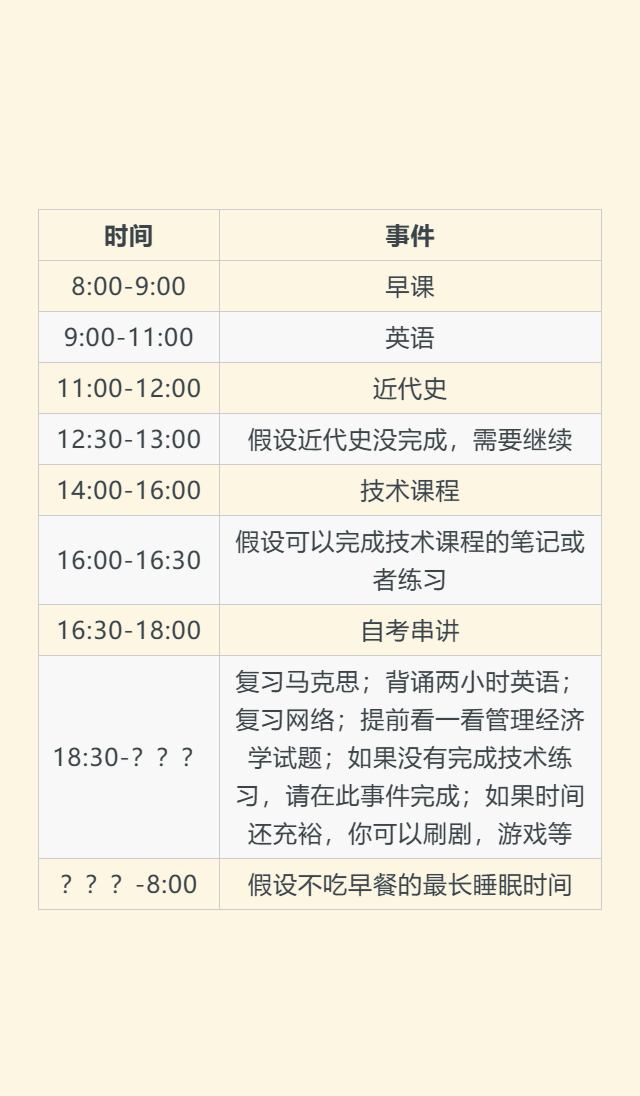 时间 事件
8:00-9:00 早课
9:00-11:00 英语
11:00-12:00 近代史
12:30-13:00 假设近代史没完成，需要继续
14:00-16:00 技术课程
16:00-16:30 假设可以完成技术课程的笔记或
者练习
16:30-18:00 自考串讲
18:30-？？？ 复习马克思；背诵两小时英语；
复习网络；提前看一看管理经济
学试题；如果没有完成技术练
习，请在此事件完成；如果时间
还充裕，你可以刷剧，游戏等
？？？-8:00 假设不吃早餐的最长睡眠时间